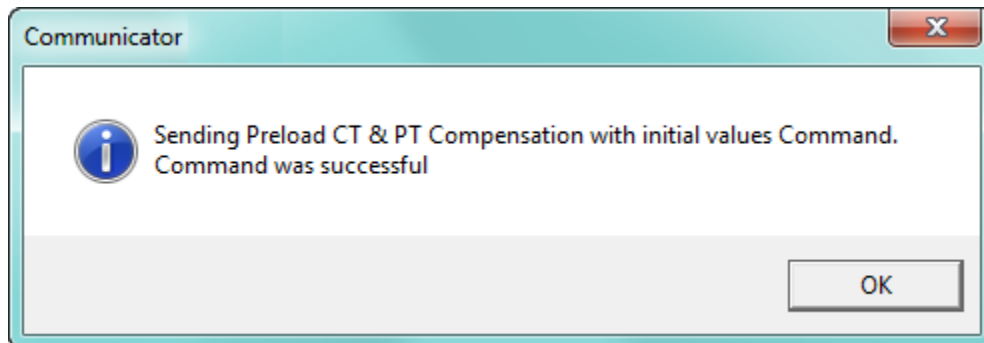 Communicator
Sending Preload CT & PT Compensation with initial values Command.
Command was successful
OK